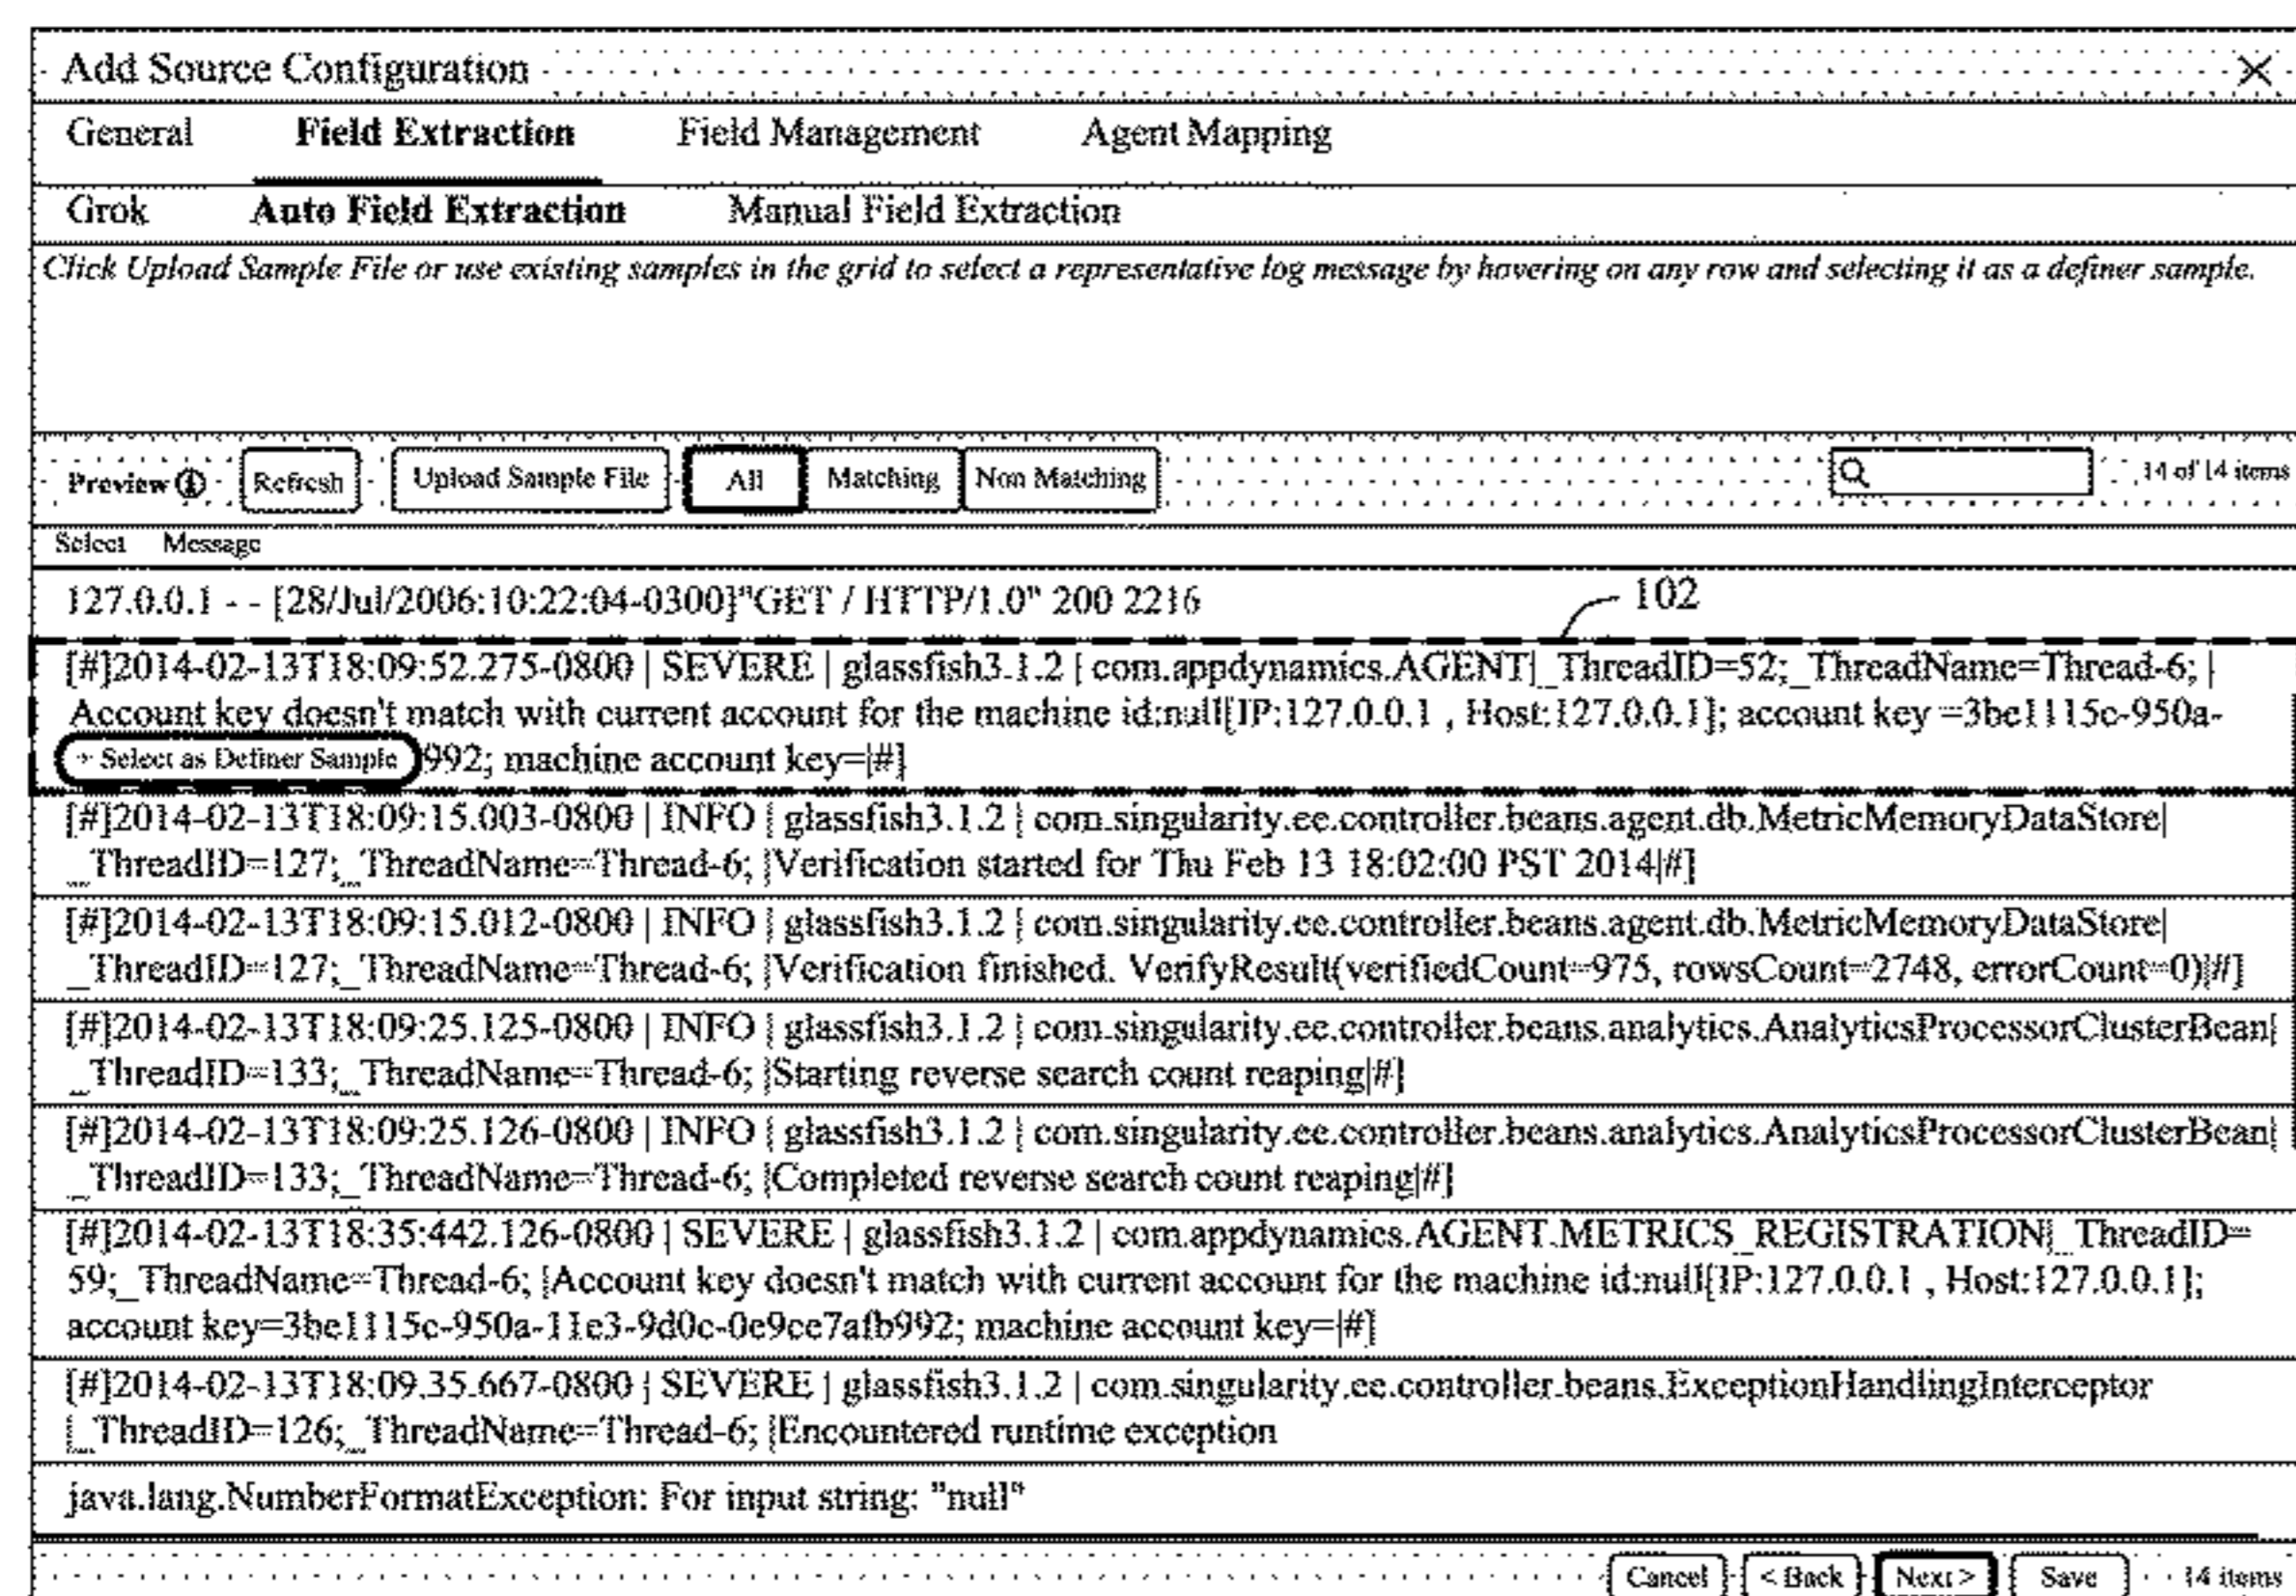 Add Source Configuration
General Field Extraction Field Management Agent Mapping
Grok Auto Field Extraction Manual Field Extraction
Click Upload Sample File or use existing samples in the grid to select a representative log message by hovering on any row and selecting it as a definer sample.
Preview Refresh Upload Sample File All Matching Non Matching 14 of 14 items
Select Message
127.0.0.1 - - [28/Jul/2006:10:22:04-0300]"GET / HTTP/1.0" 200 2216
102
[#]2014-02-13T18:09:52.275-0800 | SEVERE | glassfish3.1.2 | com.appdynamics.AGENT|_ThreadID=52;_ThreadName=Thread-6; |
Account key doesn't match with current account for the machine id:null[IP:127.0.0.1 , Host:127.0.0.1]; account key =3be1115c-950a-
+ Select as Definer Sample 992; machine account key=|#]
[#]2014-02-13T18:09:15.003-0800 | INFO | glassfish3.1.2 | com.singularity.ee.controller.beans.agent.db.MetricMemoryDataStore|
_ThreadID=127;_ThreadName=Thread-6; |Verification started for Thu Feb 13 18:02:00 PST 2014|#]
[#]2014-02-13T18:09:15.012-0800 | INFO | glassfish3.1.2 | com.singularity.ee.controller.beans.agent.db.MetricMemoryDataStore|
_ThreadID=127;_ThreadName=Thread-6; |Verification finished. VerifyResult(verifiedCount=975, rowsCount=2748, errorCount=0)|#]
[#]2014-02-13T18:09:25.125-0800 | INFO | glassfish3.1.2 | com.singularity.ee.controller.beans.analytics.AnalyticsProcessorClusterBean|
_ThreadID=133;_ThreadName=Thread-6; |Starting reverse search count reaping|#]
[#]2014-02-13T18:09:25.126-0800 | INFO | glassfish3.1.2 | com.singularity.ee.controller.beans.analytics.AnalyticsProcessorClusterBean|
_ThreadID=133;_ThreadName=Thread-6; |Completed reverse search count reaping|#]
[#]2014-02-13T18:35:442.126-0800 | SEVERE | glassfish3.1.2 | com.appdynamics.AGENT.METRICS_REGISTRATION|_ThreadID=
59;_ThreadName=Thread-6; |Account key doesn't match with current account for the machine id:null[IP:127.0.0.1 , Host:127.0.0.1];
account key=3be1115c-950a-11e3-9d0c-0e9ce7afb992; machine account key=|#]
[#]2014-02-13T18:09.35.667-0800 | SEVERE | glassfish3.1.2 | com.singularity.ee.controller.beans.ExceptionHandlingInterceptor
|_ThreadID=126;_ThreadName=Thread-6; |Encountered runtime exception
java.lang.NumberFormatException: For input string: "null"
Cancel < Back Next > Save 14 items